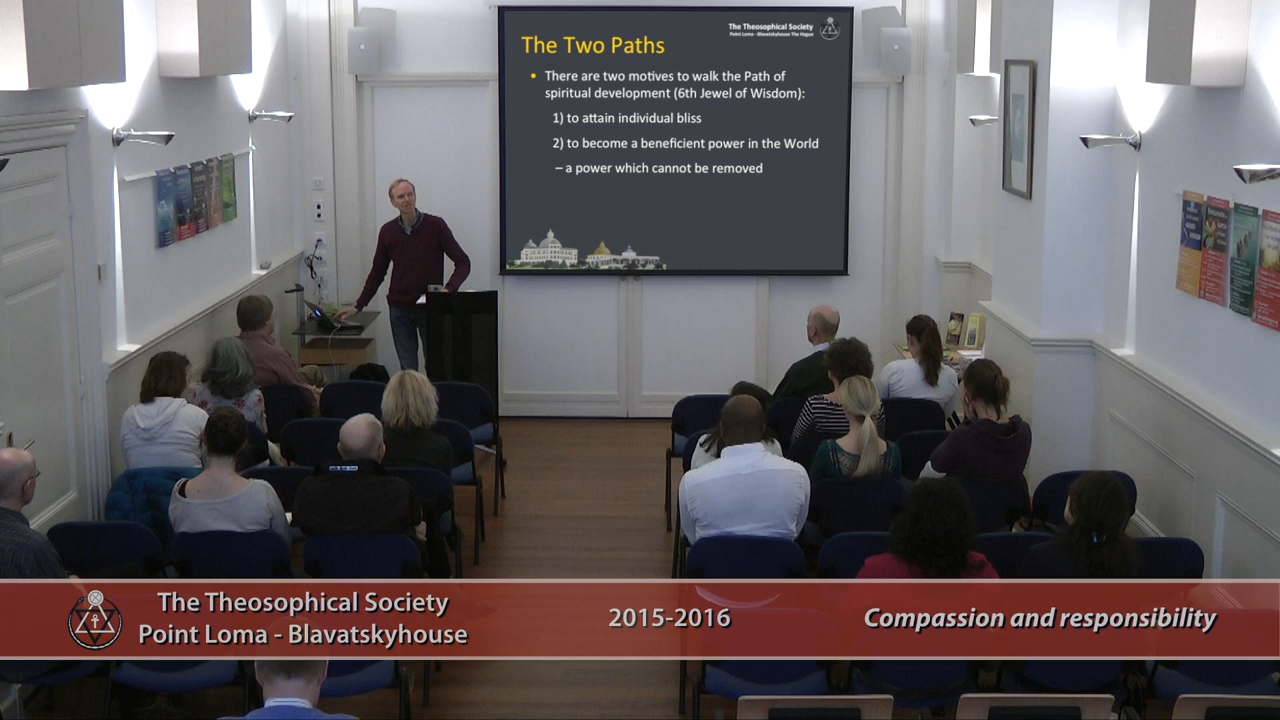 The Theosophical Society
Point Loma - Blavatskyhouse The Hague
The Two Paths
• There are two motives to walk the Path of
spiritual development (6th Jewel of Wisdom):
1) to attain individual bliss
2) to become a beneficient power in the World
– a power which cannot be removed
The Theosophical Society
Point Loma - Blavatskyhouse
2015-2016
Compassion and responsibility